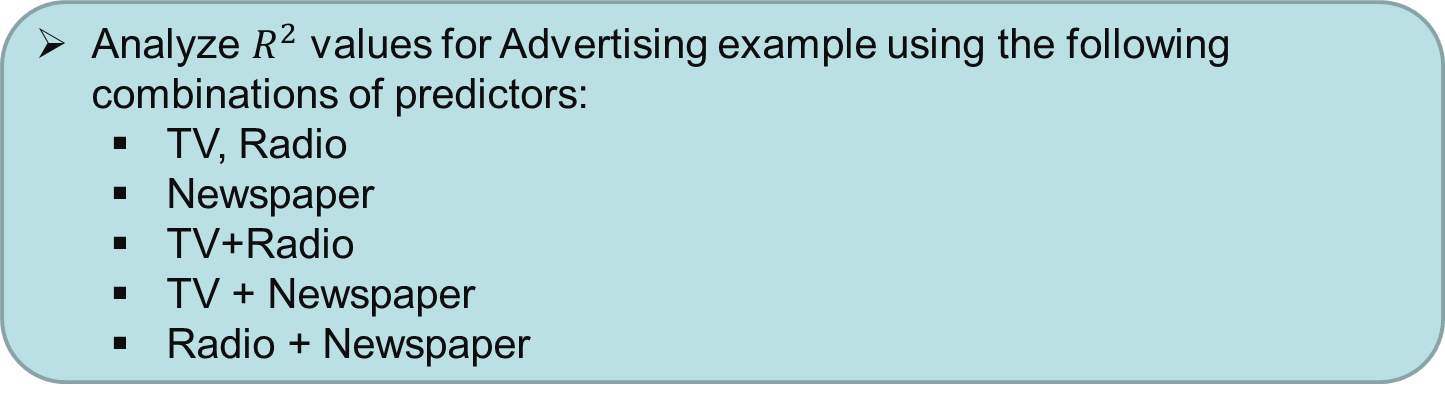 ➢ Analyze 𝑅² values for Advertising example using the following
combinations of predictors:
▪ TV, Radio
▪ Newspaper
▪ TV+Radio
▪ TV + Newspaper
▪ Radio + Newspaper